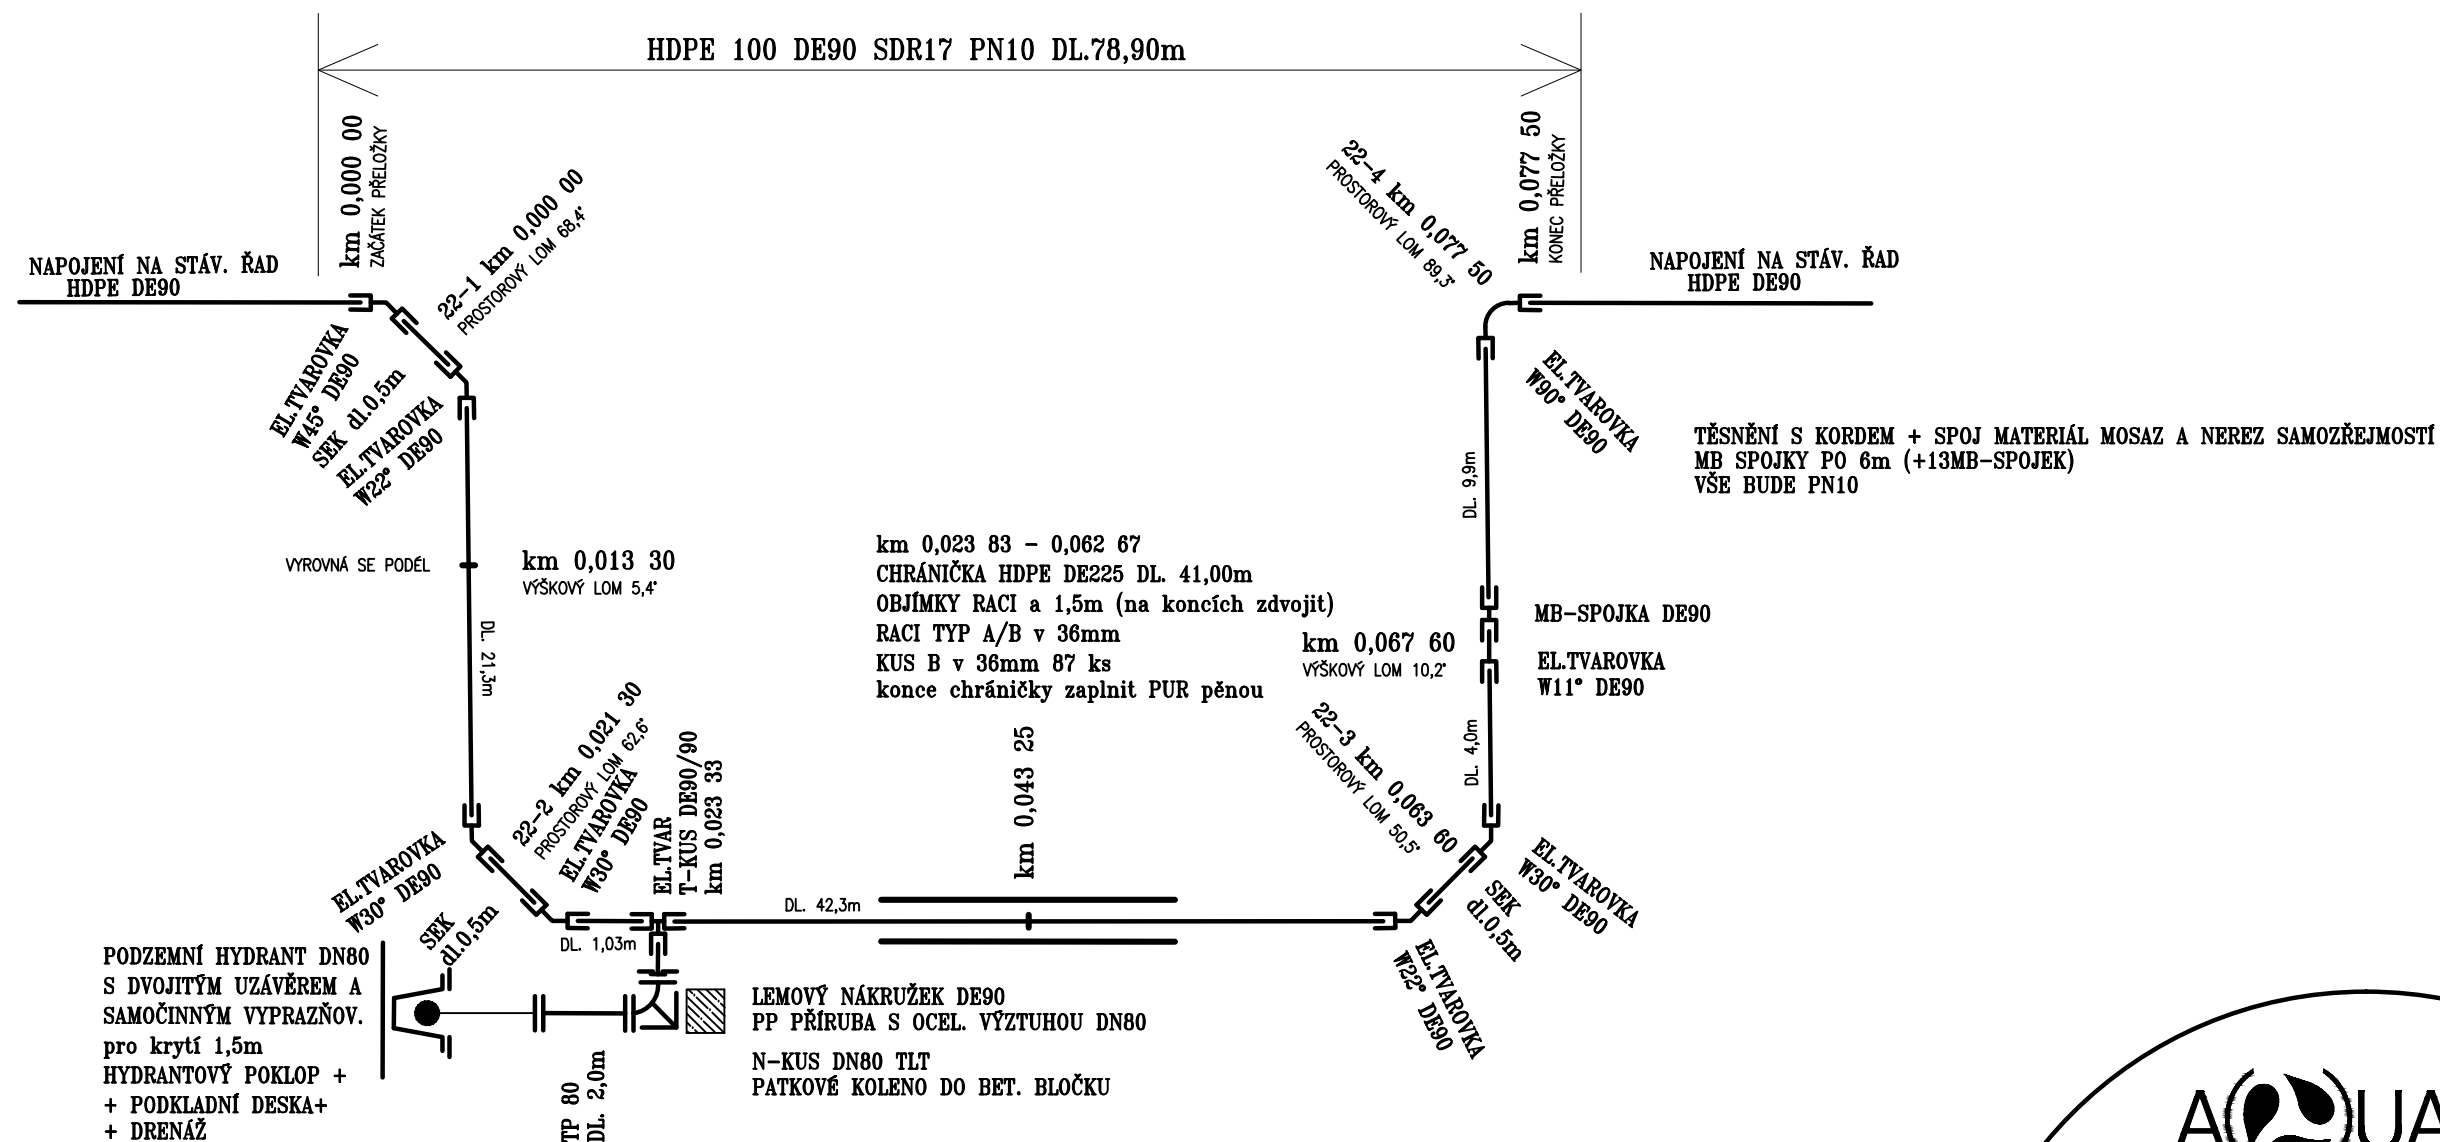 HDPE 100 DE90 SDR17 PN10 DL.78,90m
km 0,000 00
ZAČÁTEK PŘELOŽKY
22-1 km 0,000 00
PROSTOROVÝ LOM 68,4°
22-4 km 0,077 50
PROSTOROVÝ LOM 89,3°
km 0,077 50
KONEC PŘELOŽKY
NAPOJENÍ NA STÁV. ŘAD
HDPE DE90
NAPOJENÍ NA STÁV. ŘAD
HDPE DE90
EL.TVAROVKA
W45° DE90
SEK dl.0,5m
EL.TVAROVKA
W22° DE90
EL.TVAROVKA
W90° DE90
TĚSNĚNÍ S KORDEM + SPOJ MATERIÁL MOSAZ A NEREZ SAMOZŘEJMOSTÍ
MB SPOJKY PO 6m (+13MB-SPOJEK)
VŠE BUDE PN10
DL. 9,9m
VYROVNÁ SE PODÉL
km 0,013 30
VÝŠKOVÝ LOM 5,4°
DL. 21,3m
km 0,023 83 - 0,062 67
CHRÁNIČKA HDPE DE225 DL. 41,00m
OBJÍMKY RACI a 1,5m (na koncích zdvojit)
RACI TYP A/B v 36mm
KUS B v 36mm 87 ks
konce chráničky zaplnit PUR pěnou
km 0,067 60
VÝŠKOVÝ LOM 10,2°
MB-SPOJKA DE90
EL.TVAROVKA
W11° DE90
DL. 4,0m
22-2 km 0,021 30
PROSTOROVÝ LOM 62,6°
EL.TVAROVKA
W30° DE90
EL.TVAR
T-KUS DE90/90
km 0,023 33
km 0,043 25
22-3 km 0,063 60
PROSTOROVÝ LOM 50,5°
EL.TVAROVKA
W30° DE90
SEK
dl.0,5m
DL. 1,03m
DL. 42,3m
EL.TVAROVKA
W30° DE90
SEK
dl.0,5m
EL.TVAROVKA
W22° DE90
PODZEMNÍ HYDRANT DN80
S DVOJITÝM UZÁVĚREM A
SAMOČINNÝM VYPRAZŇOV.
pro krytí 1,5m
HYDRANTOVÝ POKLOP +
+ PODKLADNÍ DESKA+
+ DRENÁŽ
TP 80
DL. 2,0m
LEMOVÝ NÁKRUŽEK DE90
PP PŘÍRUBA S OCEL. VÝZTUHOU DN80
N-KUS DN80 TLT
PATKOVÉ KOLENO DO BET. BLOČKU